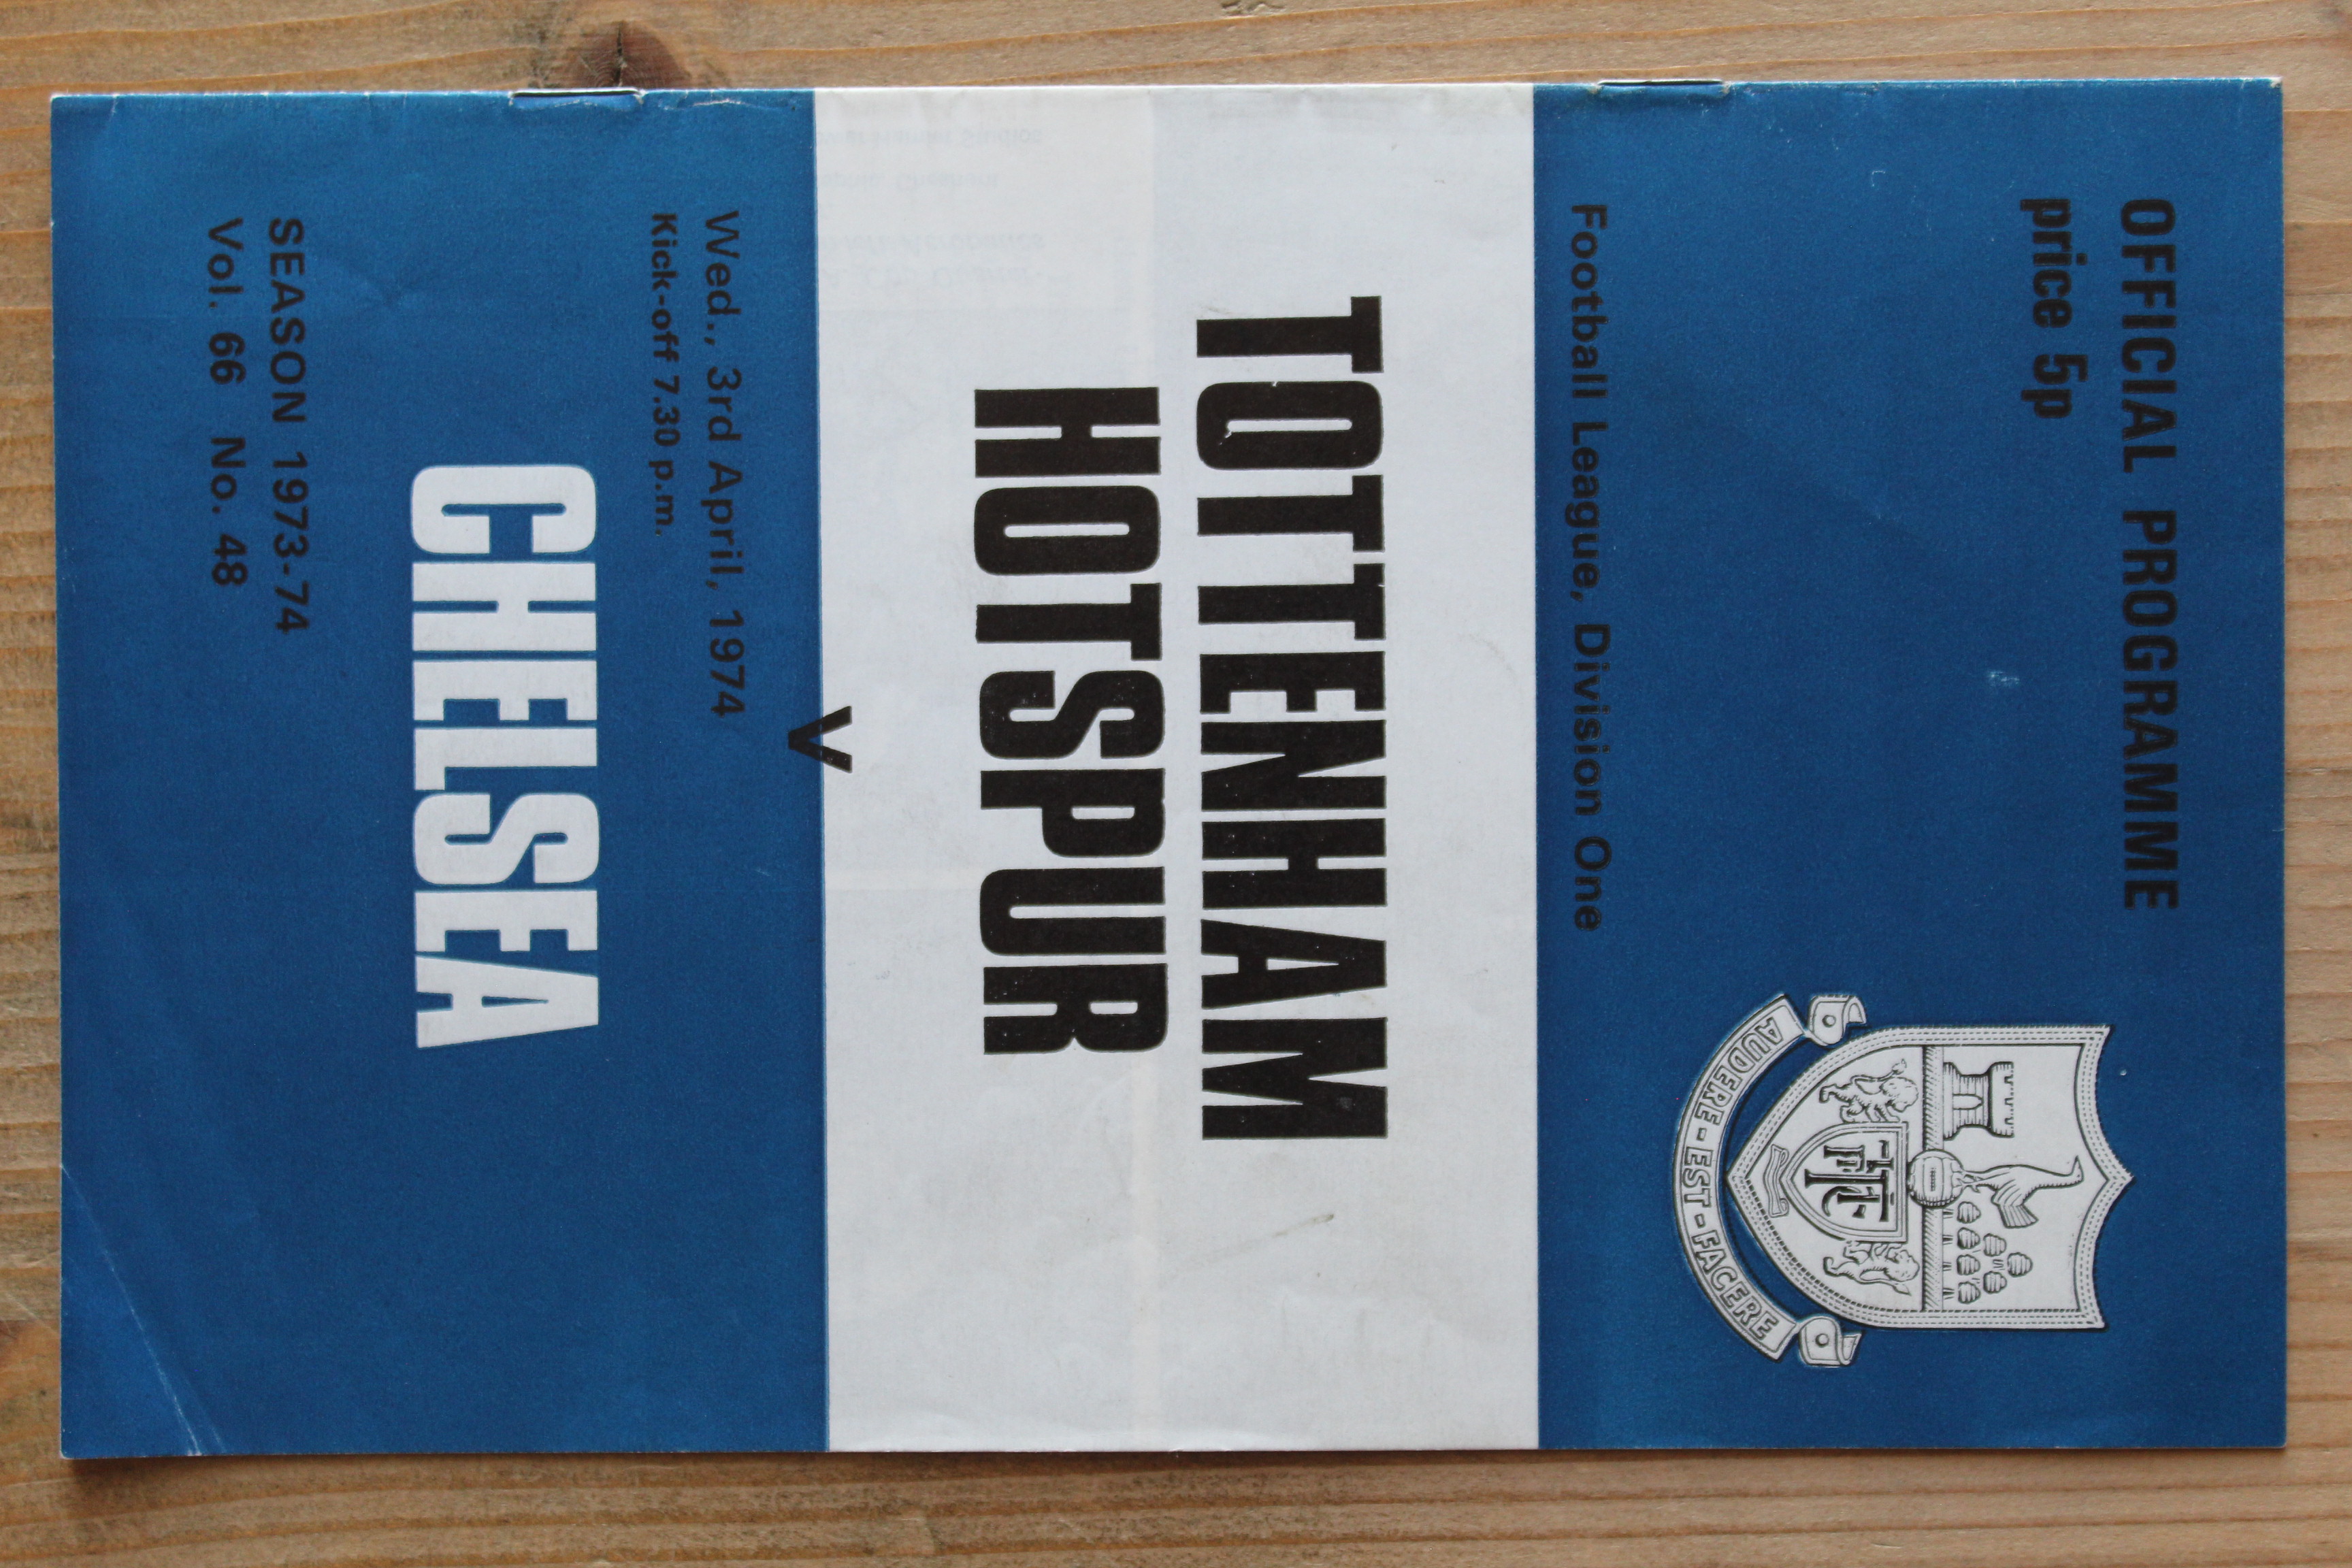 OFFICIAL PROGRAMME
price 5p
THFC
AUDERE-EST-FACERE
Football League, Division One
TOTTENHAM
HOTSPUR
v
Wed., 3rd April, 1974
Kick-off 7.30 p.m.
CHELSEA
SEASON 1973-74
Vol. 66 No. 48